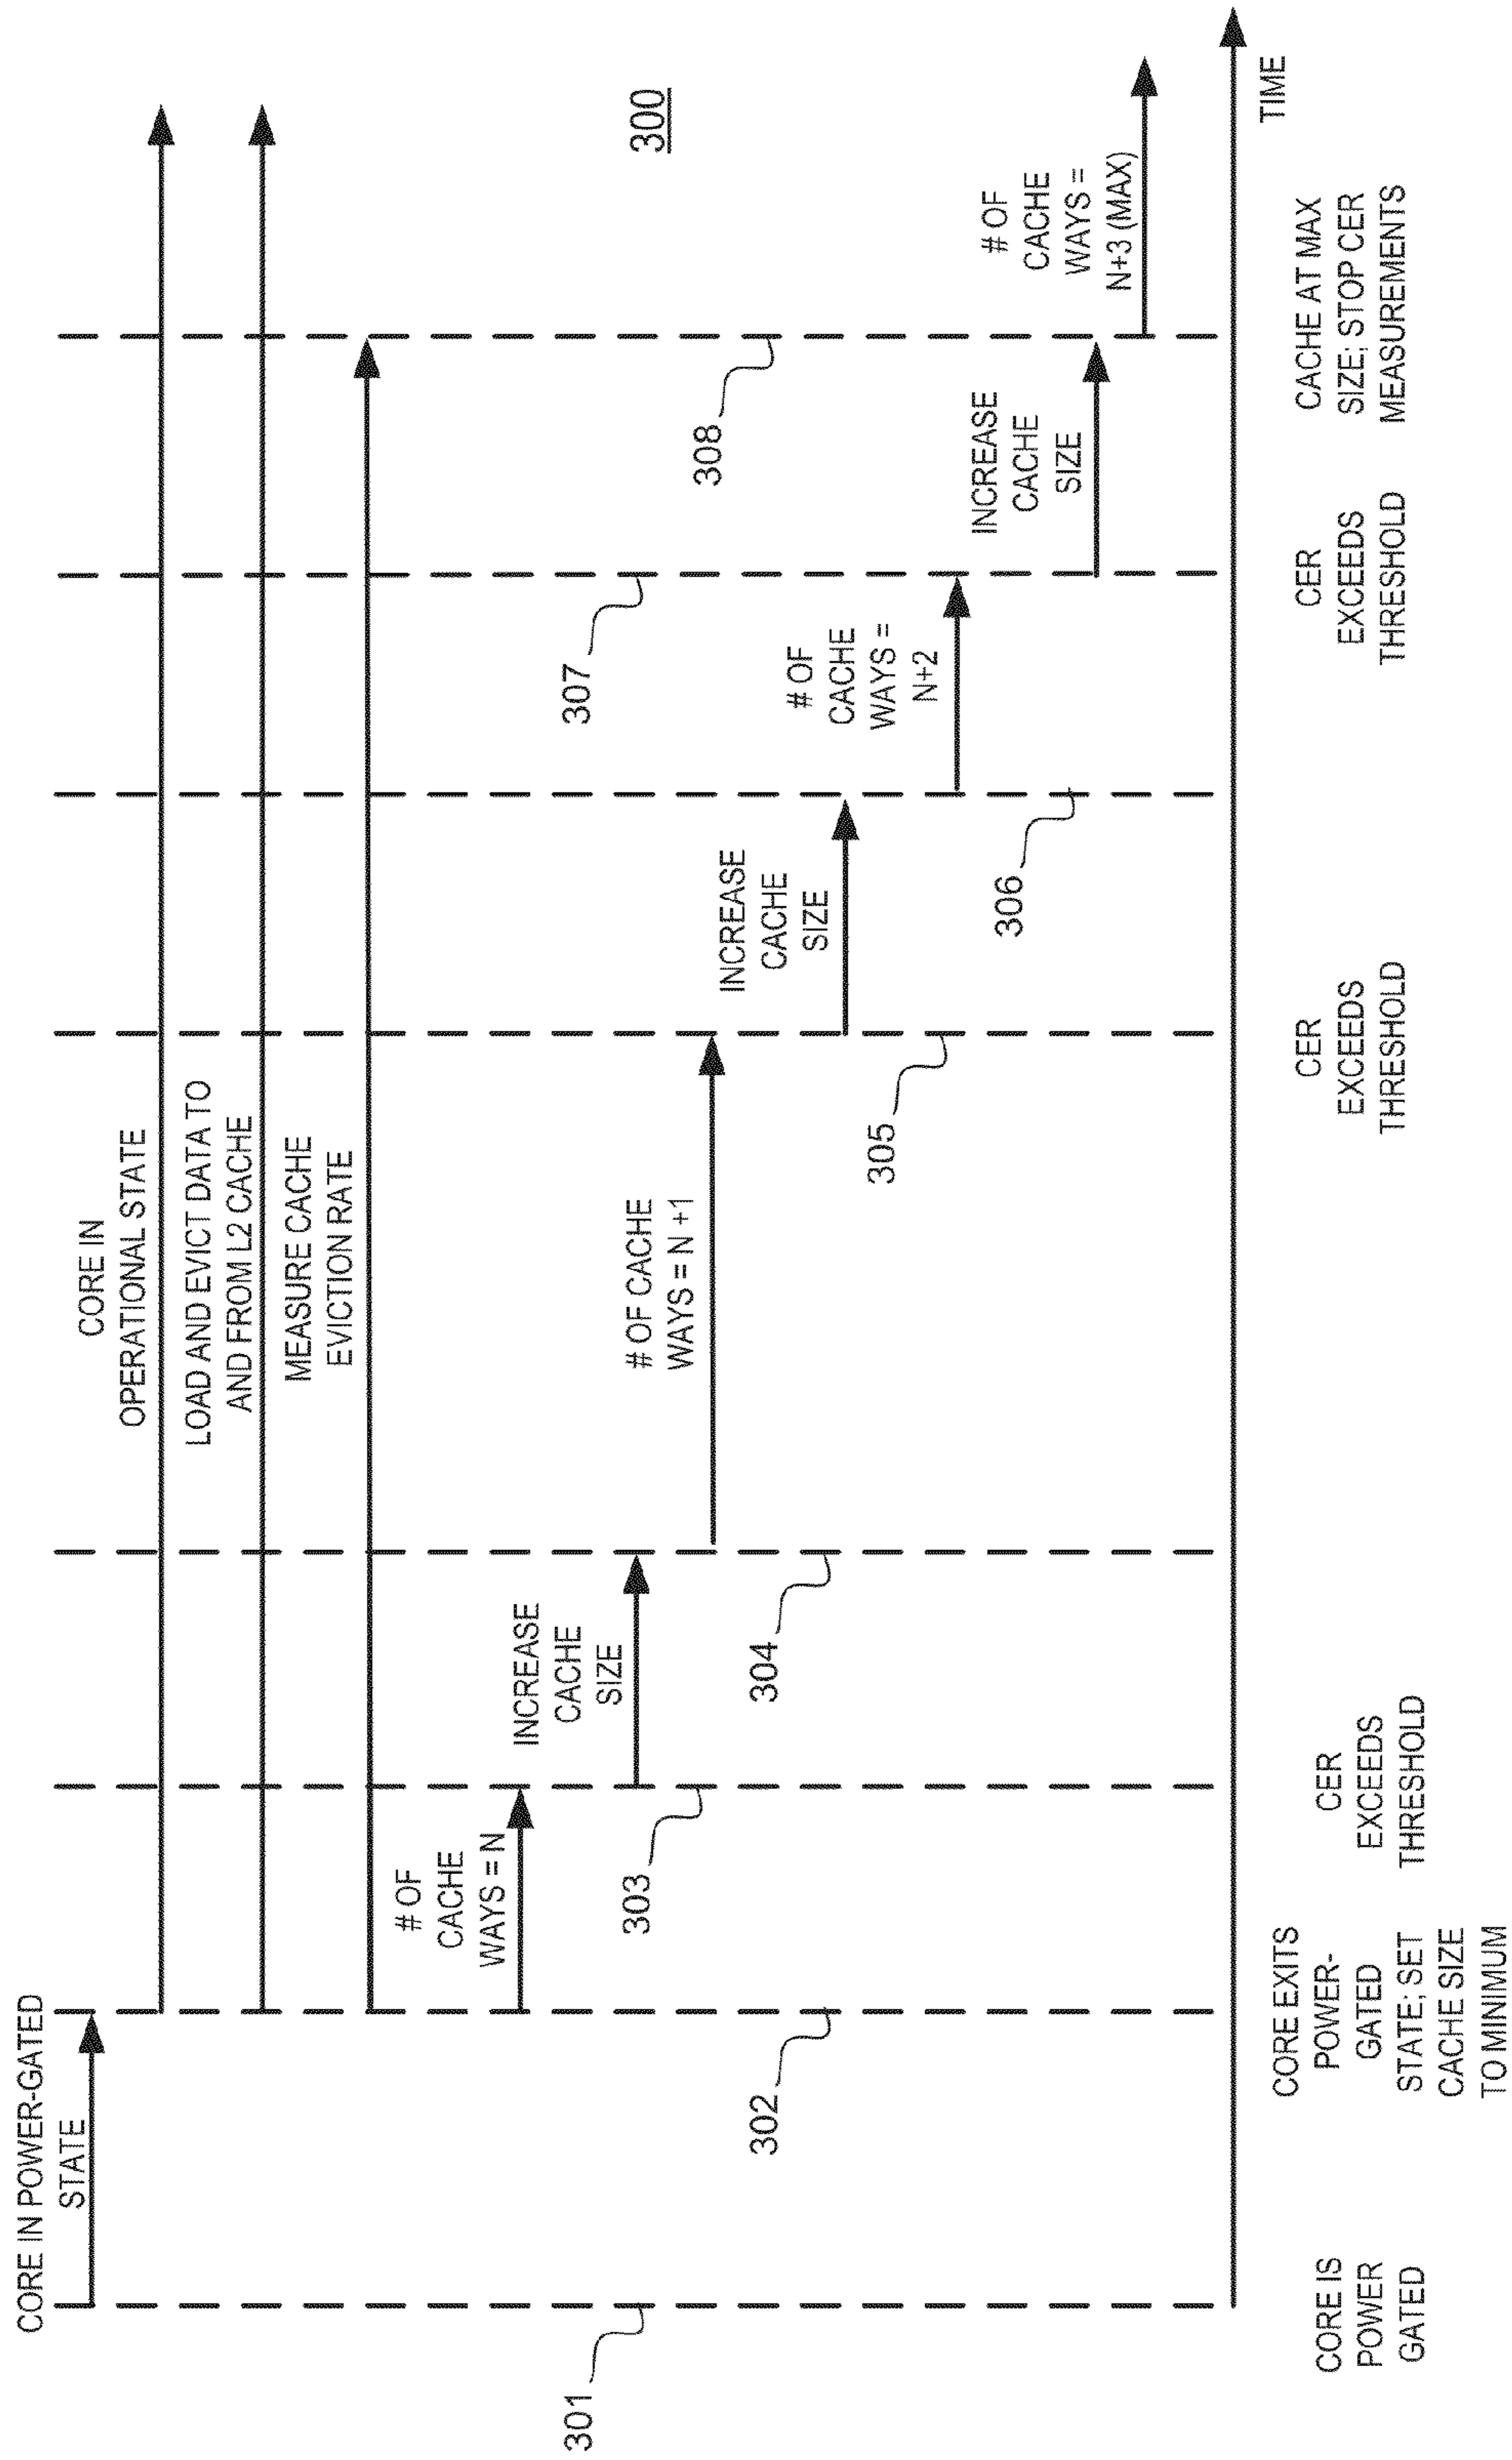 CORE IN POWER-GATED
STATE
CORE IN
OPERATIONAL STATE
LOAD AND EVICT DATA TO
AND FROM L2 CACHE
MEASURE CACHE
EVICTION RATE
# OF
CACHE
WAYS = N
INCREASE
CACHE
SIZE
# OF CACHE
WAYS = N +1
INCREASE
CACHE
SIZE
# OF
CACHE
WAYS =
N+2
INCREASE
CACHE
SIZE
# OF
CACHE
WAYS =
N+3 (MAX)
300
301
302
303
304
305
306
307
308
TIME
CORE IS
POWER
GATED
CORE EXITS
POWER-
GATED
STATE; SET
CACHE SIZE
TO MINIMUM
CER
EXCEEDS
THRESHOLD
CER
EXCEEDS
THRESHOLD
CER
EXCEEDS
THRESHOLD
CACHE AT MAX
SIZE; STOP CER
MEASUREMENTS